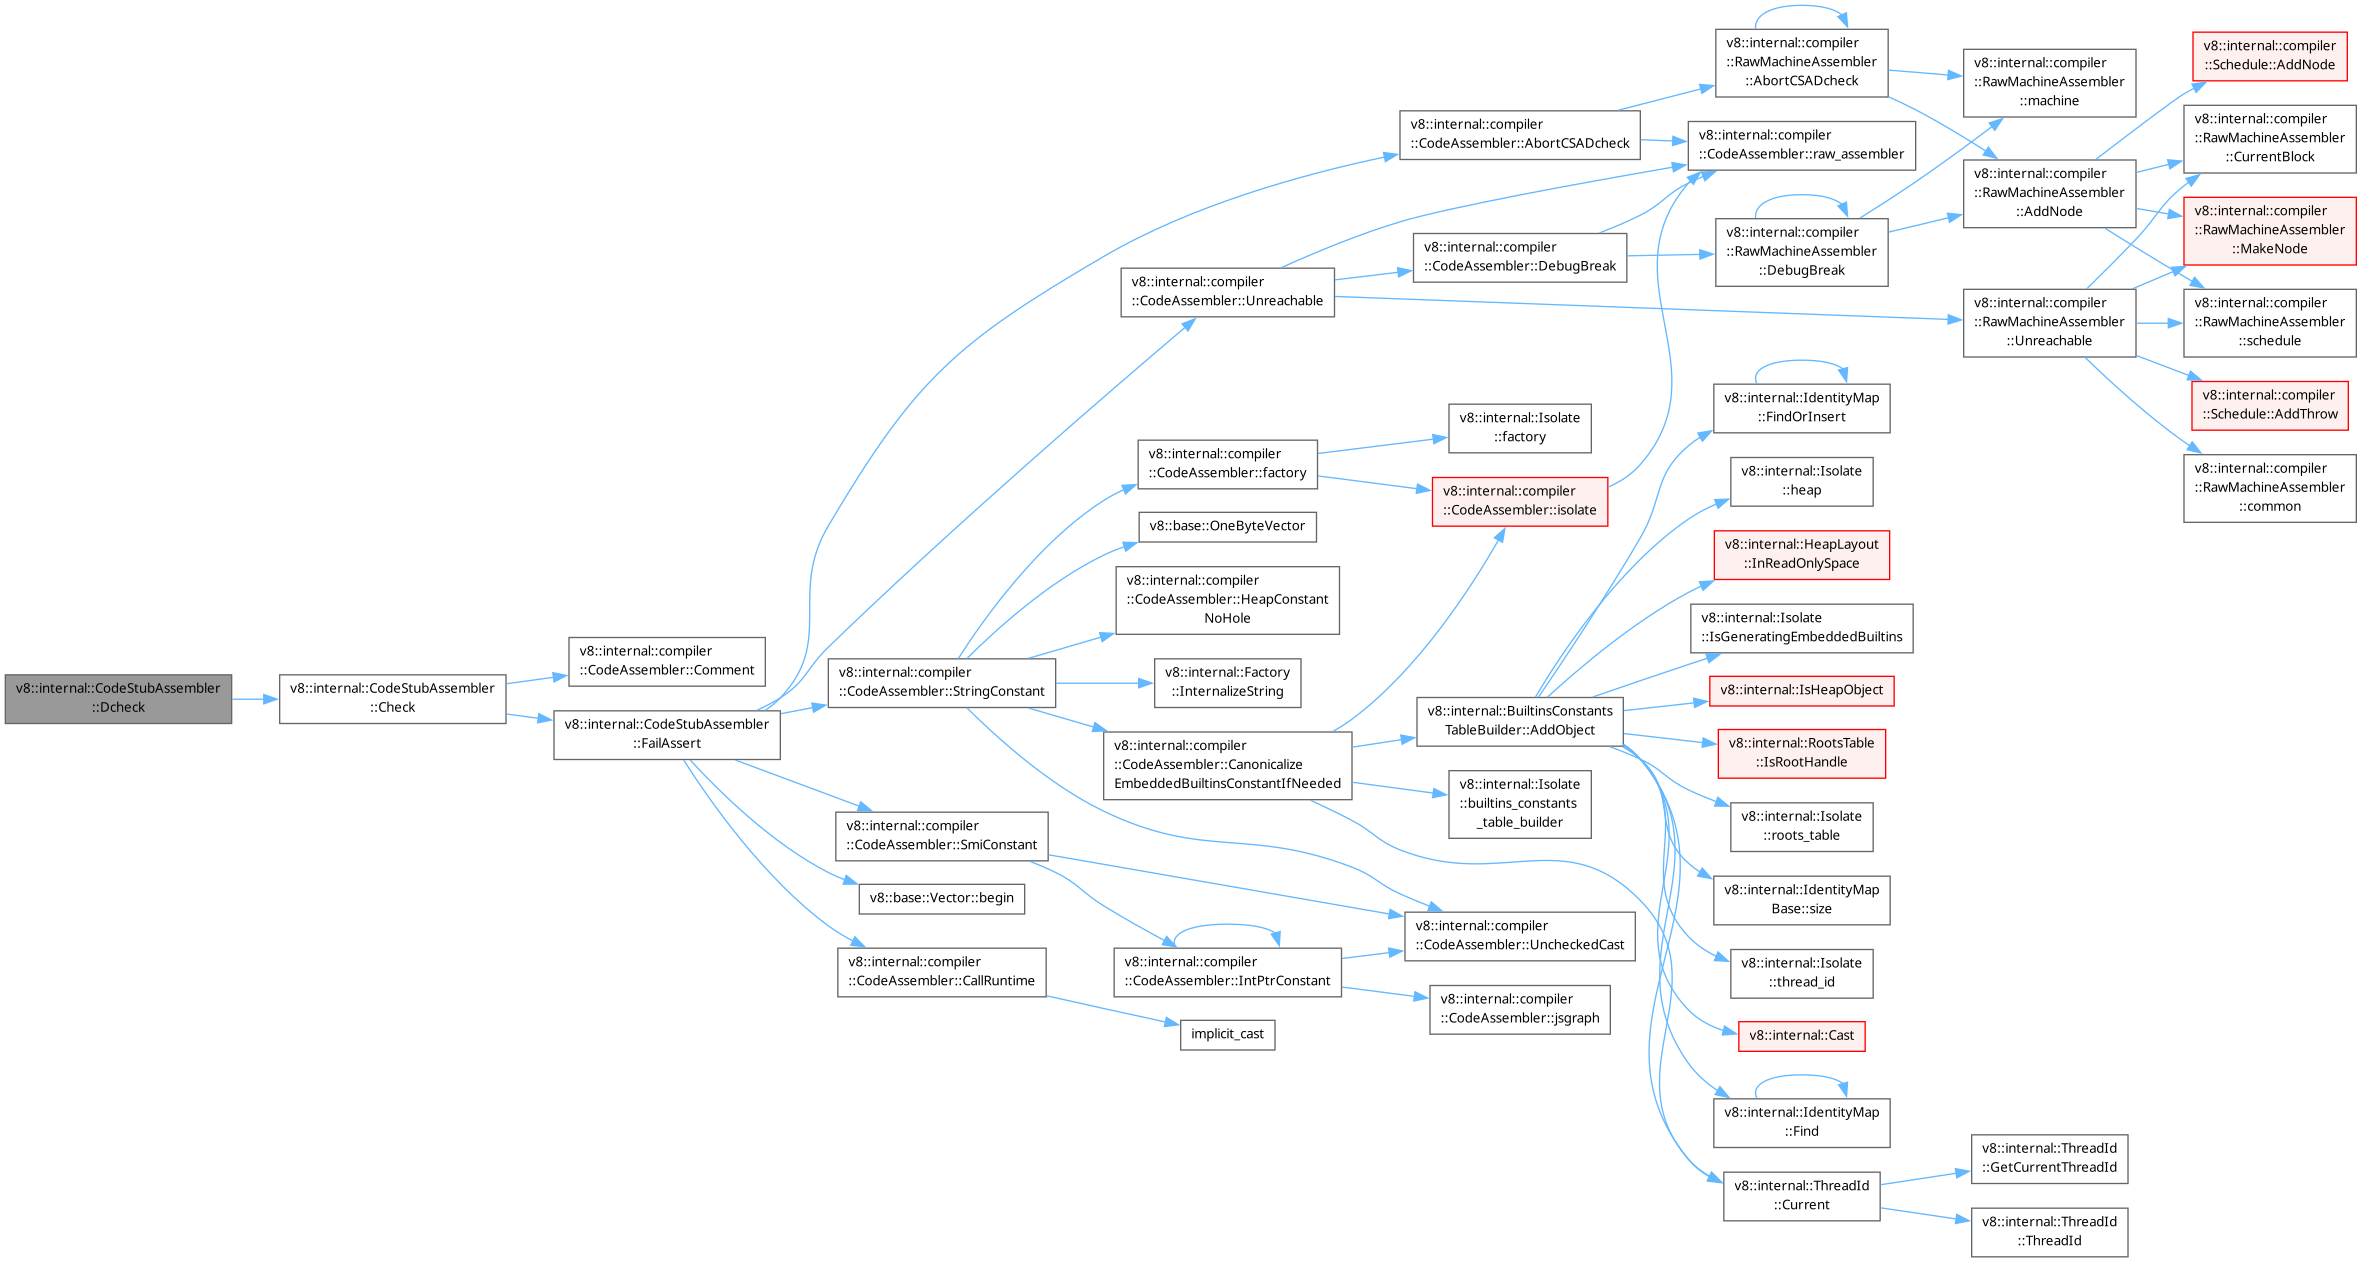 v8::internal::CodeStubAssembler
::Dcheck
v8::internal::CodeStubAssembler
::Check
v8::internal::compiler
::CodeAssembler::Comment
v8::internal::CodeStubAssembler
::FailAssert
v8::internal::compiler
::CodeAssembler::StringConstant
v8::internal::compiler
::CodeAssembler::SmiConstant
v8::base::Vector::begin
v8::internal::compiler
::CodeAssembler::CallRuntime
v8::internal::compiler
::CodeAssembler::Unreachable
v8::internal::compiler
::CodeAssembler::factory
v8::base::OneByteVector
v8::internal::compiler
::CodeAssembler::HeapConstant
NoHole
v8::internal::Factory
::InternalizeString
v8::internal::compiler
::CodeAssembler::Canonicalize
EmbeddedBuiltinsConstantIfNeeded
v8::internal::compiler
::CodeAssembler::IntPtrConstant
implicit_cast
v8::internal::compiler
::CodeAssembler::AbortCSADcheck
v8::internal::compiler
::CodeAssembler::DebugBreak
v8::internal::Isolate
::factory
v8::internal::compiler
::CodeAssembler::isolate
v8::internal::BuiltinsConstants
TableBuilder::AddObject
v8::internal::Isolate
::builtins_constants
_table_builder
v8::internal::compiler
::CodeAssembler::UncheckedCast
v8::internal::compiler
::CodeAssembler::jsgraph
v8::internal::compiler
::RawMachineAssembler
::AbortCSADcheck
v8::internal::compiler
::CodeAssembler::raw_assembler
v8::internal::compiler
::RawMachineAssembler
::DebugBreak
v8::internal::IdentityMap
::FindOrInsert
v8::internal::Isolate
::heap
v8::internal::HeapLayout
::InReadOnlySpace
v8::internal::Isolate
::IsGeneratingEmbeddedBuiltins
v8::internal::IsHeapObject
v8::internal::RootsTable
::IsRootHandle
v8::internal::Isolate
::roots_table
v8::internal::IdentityMap
Base::size
v8::internal::Isolate
::thread_id
v8::internal::Cast
v8::internal::IdentityMap
::Find
v8::internal::ThreadId
::Current
v8::internal::compiler
::RawMachineAssembler
::machine
v8::internal::compiler
::RawMachineAssembler
::AddNode
v8::internal::compiler
::RawMachineAssembler
::Unreachable
v8::internal::ThreadId
::GetCurrentThreadId
v8::internal::ThreadId
::ThreadId
v8::internal::compiler
::Schedule::AddNode
v8::internal::compiler
::RawMachineAssembler
::CurrentBlock
v8::internal::compiler
::RawMachineAssembler
::MakeNode
v8::internal::compiler
::RawMachineAssembler
::schedule
v8::internal::compiler
::Schedule::AddThrow
v8::internal::compiler
::RawMachineAssembler
::common